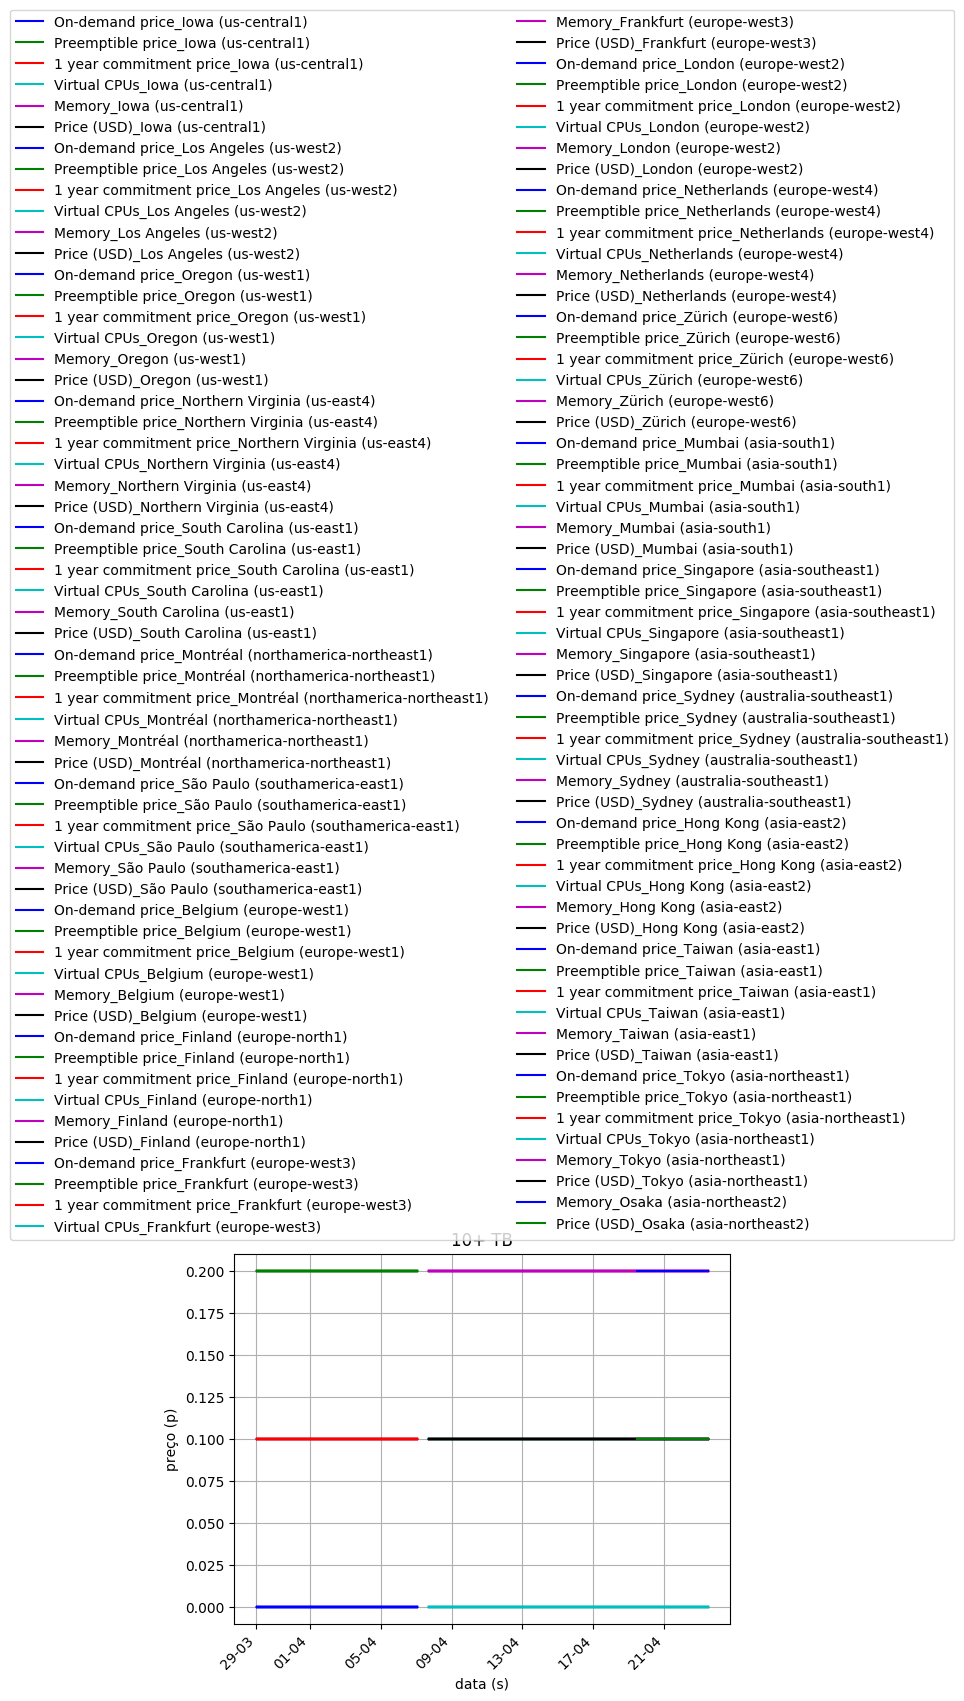 On-demand price_Iowa (us-central1)
Preemptible price_Iowa (us-central1)
1 year commitment price_Iowa (us-central1)
Virtual CPUs_Iowa (us-central1)
Memory_Iowa (us-central1)
Price (USD)_Iowa (us-central1)
On-demand price_Los Angeles (us-west2)
Preemptible price_Los Angeles (us-west2)
1 year commitment price_Los Angeles (us-west2)
Virtual CPUs_Los Angeles (us-west2)
Memory_Los Angeles (us-west2)
Price (USD)_Los Angeles (us-west2)
On-demand price_Oregon (us-west1)
Preemptible price_Oregon (us-west1)
1 year commitment price_Oregon (us-west1)
Virtual CPUs_Oregon (us-west1)
Memory_Oregon (us-west1)
Price (USD)_Oregon (us-west1)
On-demand price_Northern Virginia (us-east4)
Preemptible price_Northern Virginia (us-east4)
1 year commitment price_Northern Virginia (us-east4)
Virtual CPUs_Northern Virginia (us-east4)
Memory_Northern Virginia (us-east4)
Price (USD)_Northern Virginia (us-east4)
On-demand price_South Carolina (us-east1)
Preemptible price_South Carolina (us-east1)
1 year commitment price_South Carolina (us-east1)
Virtual CPUs_South Carolina (us-east1)
Memory_South Carolina (us-east1)
Price (USD)_South Carolina (us-east1)
On-demand price_Montréal (northamerica-northeast1)
Preemptible price_Montréal (northamerica-northeast1)
1 year commitment price_Montréal (northamerica-northeast1)
Virtual CPUs_Montréal (northamerica-northeast1)
Memory_Montréal (northamerica-northeast1)
Price (USD)_Montréal (northamerica-northeast1)
On-demand price_São Paulo (southamerica-east1)
Preemptible price_São Paulo (southamerica-east1)
1 year commitment price_São Paulo (southamerica-east1)
Virtual CPUs_São Paulo (southamerica-east1)
Memory_São Paulo (southamerica-east1)
Price (USD)_São Paulo (southamerica-east1)
On-demand price_Belgium (europe-west1)
Preemptible price_Belgium (europe-west1)
1 year commitment price_Belgium (europe-west1)
Virtual CPUs_Belgium (europe-west1)
Memory_Belgium (europe-west1)
Price (USD)_Belgium (europe-west1)
On-demand price_Finland (europe-north1)
Preemptible price_Finland (europe-north1)
1 year commitment price_Finland (europe-north1)
Virtual CPUs_Finland (europe-north1)
Memory_Finland (europe-north1)
Price (USD)_Finland (europe-north1)
On-demand price_Frankfurt (europe-west3)
Preemptible price_Frankfurt (europe-west3)
1 year commitment price_Frankfurt (europe-west3)
Virtual CPUs_Frankfurt (europe-west3)
Memory_Frankfurt (europe-west3)
Price (USD)_Frankfurt (europe-west3)
On-demand price_London (europe-west2)
Preemptible price_London (europe-west2)
1 year commitment price_London (europe-west2)
Virtual CPUs_London (europe-west2)
Memory_London (europe-west2)
Price (USD)_London (europe-west2)
On-demand price_Netherlands (europe-west4)
Preemptible price_Netherlands (europe-west4)
1 year commitment price_Netherlands (europe-west4)
Virtual CPUs_Netherlands (europe-west4)
Memory_Netherlands (europe-west4)
Price (USD)_Netherlands (europe-west4)
On-demand price_Zürich (europe-west6)
Preemptible price_Zürich (europe-west6)
1 year commitment price_Zürich (europe-west6)
Virtual CPUs_Zürich (europe-west6)
Memory_Zürich (europe-west6)
Price (USD)_Zürich (europe-west6)
On-demand price_Mumbai (asia-south1)
Preemptible price_Mumbai (asia-south1)
1 year commitment price_Mumbai (asia-south1)
Virtual CPUs_Mumbai (asia-south1)
Memory_Mumbai (asia-south1)
Price (USD)_Mumbai (asia-south1)
On-demand price_Singapore (asia-southeast1)
Preemptible price_Singapore (asia-southeast1)
1 year commitment price_Singapore (asia-southeast1)
Virtual CPUs_Singapore (asia-southeast1)
Memory_Singapore (asia-southeast1)
Price (USD)_Singapore (asia-southeast1)
On-demand price_Sydney (australia-southeast1)
Preemptible price_Sydney (australia-southeast1)
1 year commitment price_Sydney (australia-southeast1)
Virtual CPUs_Sydney (australia-southeast1)
Memory_Sydney (australia-southeast1)
Price (USD)_Sydney (australia-southeast1)
On-demand price_Hong Kong (asia-east2)
Preemptible price_Hong Kong (asia-east2)
1 year commitment price_Hong Kong (asia-east2)
Virtual CPUs_Hong Kong (asia-east2)
Memory_Hong Kong (asia-east2)
Price (USD)_Hong Kong (asia-east2)
On-demand price_Taiwan (asia-east1)
Preemptible price_Taiwan (asia-east1)
1 year commitment price_Taiwan (asia-east1)
Virtual CPUs_Taiwan (asia-east1)
Memory_Taiwan (asia-east1)
Price (USD)_Taiwan (asia-east1)
On-demand price_Tokyo (asia-northeast1)
Preemptible price_Tokyo (asia-northeast1)
1 year commitment price_Tokyo (asia-northeast1)
Virtual CPUs_Tokyo (asia-northeast1)
Memory_Tokyo (asia-northeast1)
Price (USD)_Tokyo (asia-northeast1)
Memory_Osaka (asia-northeast2)
Price (USD)_Osaka (asia-northeast2)
10+ TB
0.200
0.175
0.150
0.125
0.100
0.075
0.050
0.025
0.000
preço (p)
29-03
01-04
05-04
09-04
13-04
17-04
21-04
data (s)